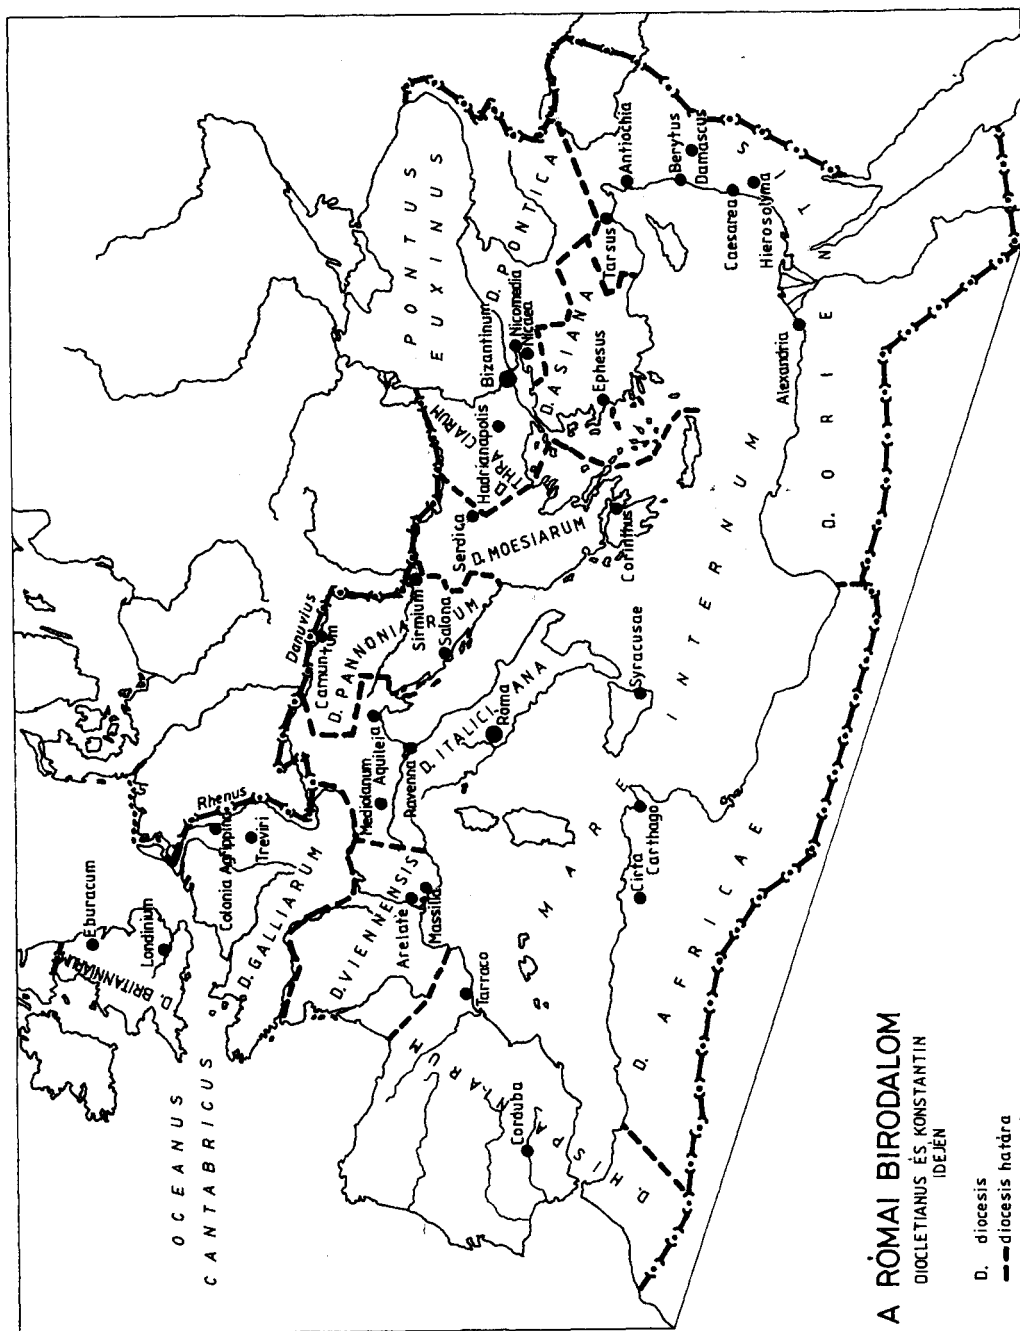 OCEANUS
CANTABRICUS
D. BRITANNIARUM
Eburacum
Londinium
D. GALLIARUM
Colonia Agrippina
Treviri
Rhenus
D. VIENNENSIS
Arelate
Massilia
D. HISPANIARUM
Tarraco
Corduba
Danuvius
Carnuntum
D. PANNONIARUM
Sirmium
Salona
Mediolanum
Aquileja
Ravenna
D. ITALICIANA
Róma
Syracusae
D. MOESIARUM
Serdica
Corinthus
D. THRACIARUM
Hadrianapolis
Bizantinum
Nicomedia
Nicaea
PONTUS
EUXINUS
D. PONTICA
D. ASIANA
Ephesus
Tarsus
Antiochia
Berytus
Damascus
Caesarea
Hierosolyma
Alexandria
D. ORIENTIS
MARE INTERNUM
Cirta
Carthago
D. AFRICAE
A RÓMAI BIRODALOM
DIOCLETIANUS ÉS KONSTANTIN
IDEJÉN
D. diocesis
diocesis határa